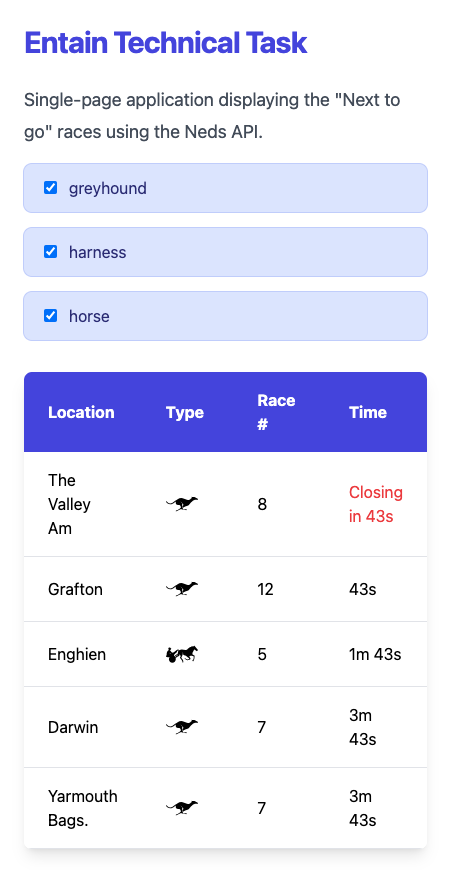 Entain Technical Task
Single-page application displaying the "Next to
go" races using the Neds API.
greyhound
harness
horse
Location Type Race # Time
The Valley Am 8 Closing in 43s
Grafton 12 43s
Enghien 5 1m 43s
Darwin 7 3m 43s
Yarmouth Bags. 7 3m 43s